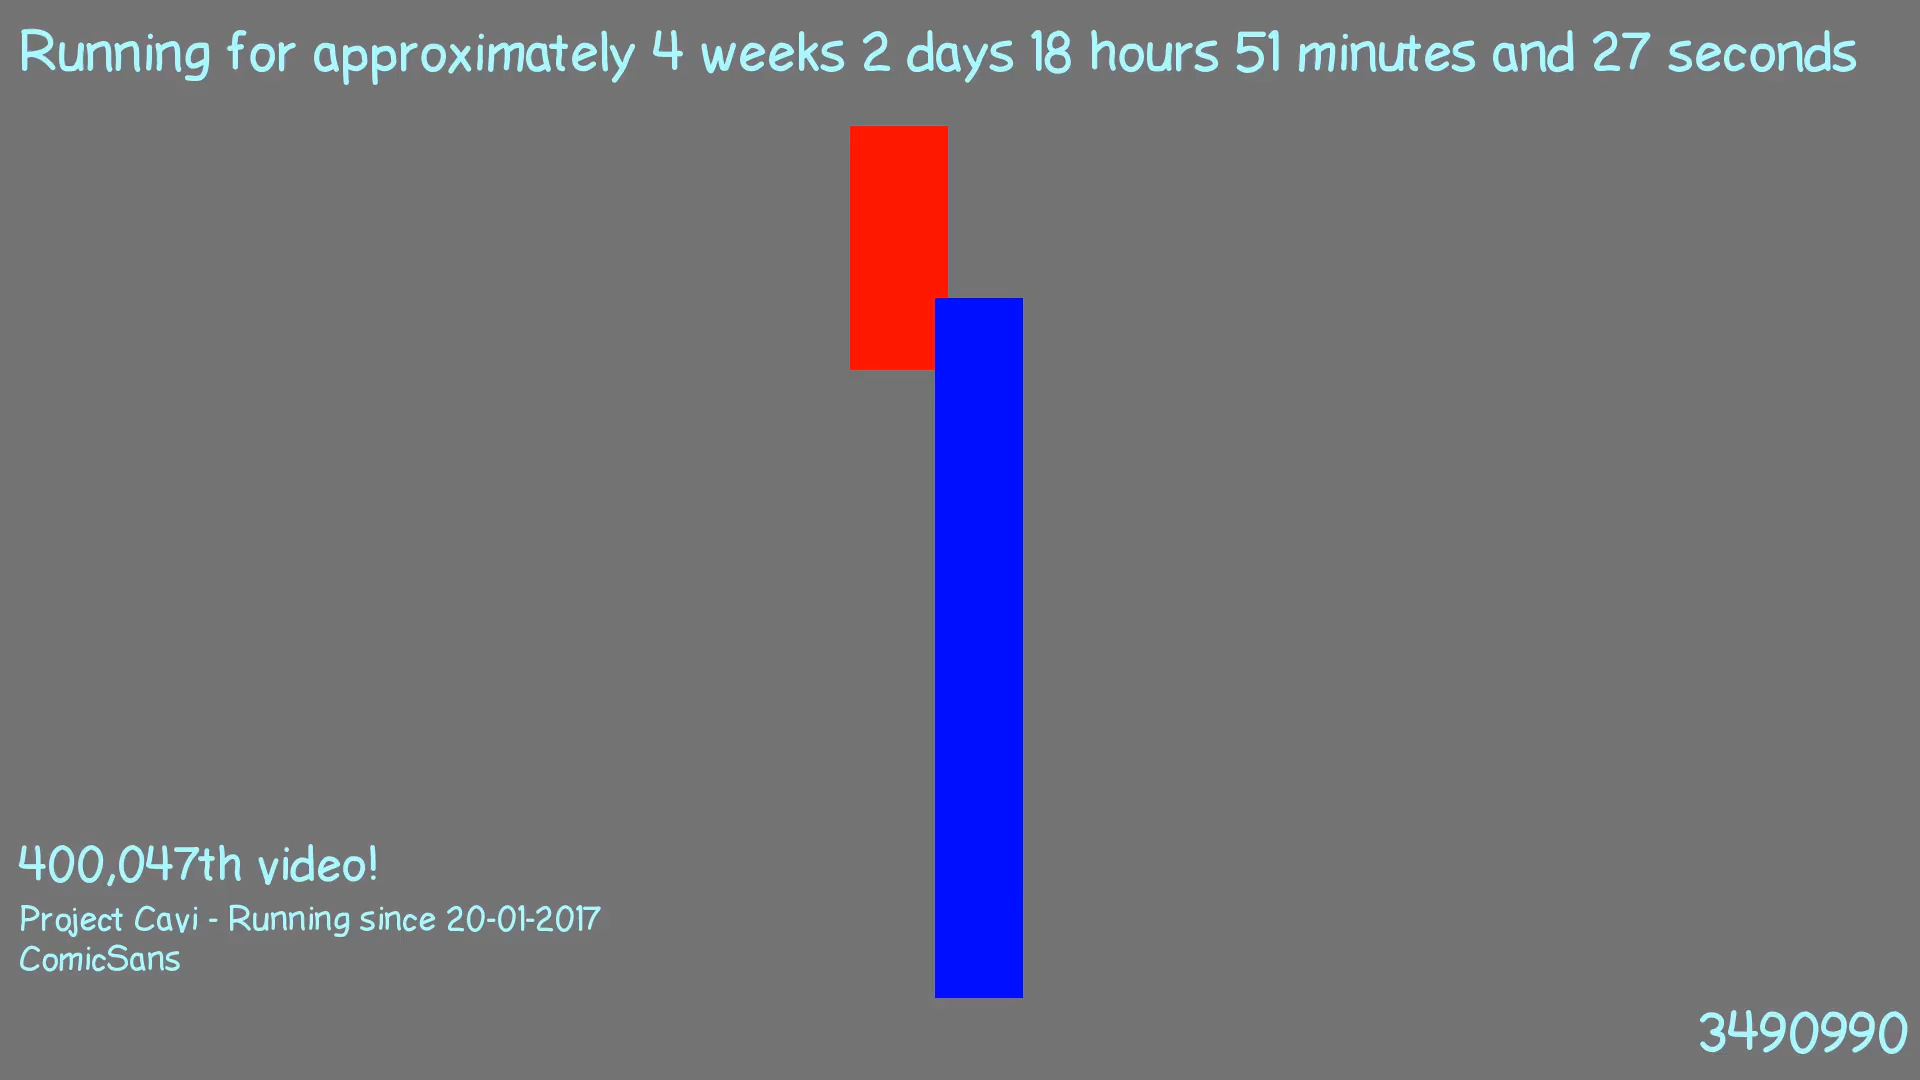 Running for approximately 4 weeks 2 days 18 hours 51 minutes and 27 seconds
400,047th video!
Project Cavi - Running since 20-01-2017
ComicSans
3490990